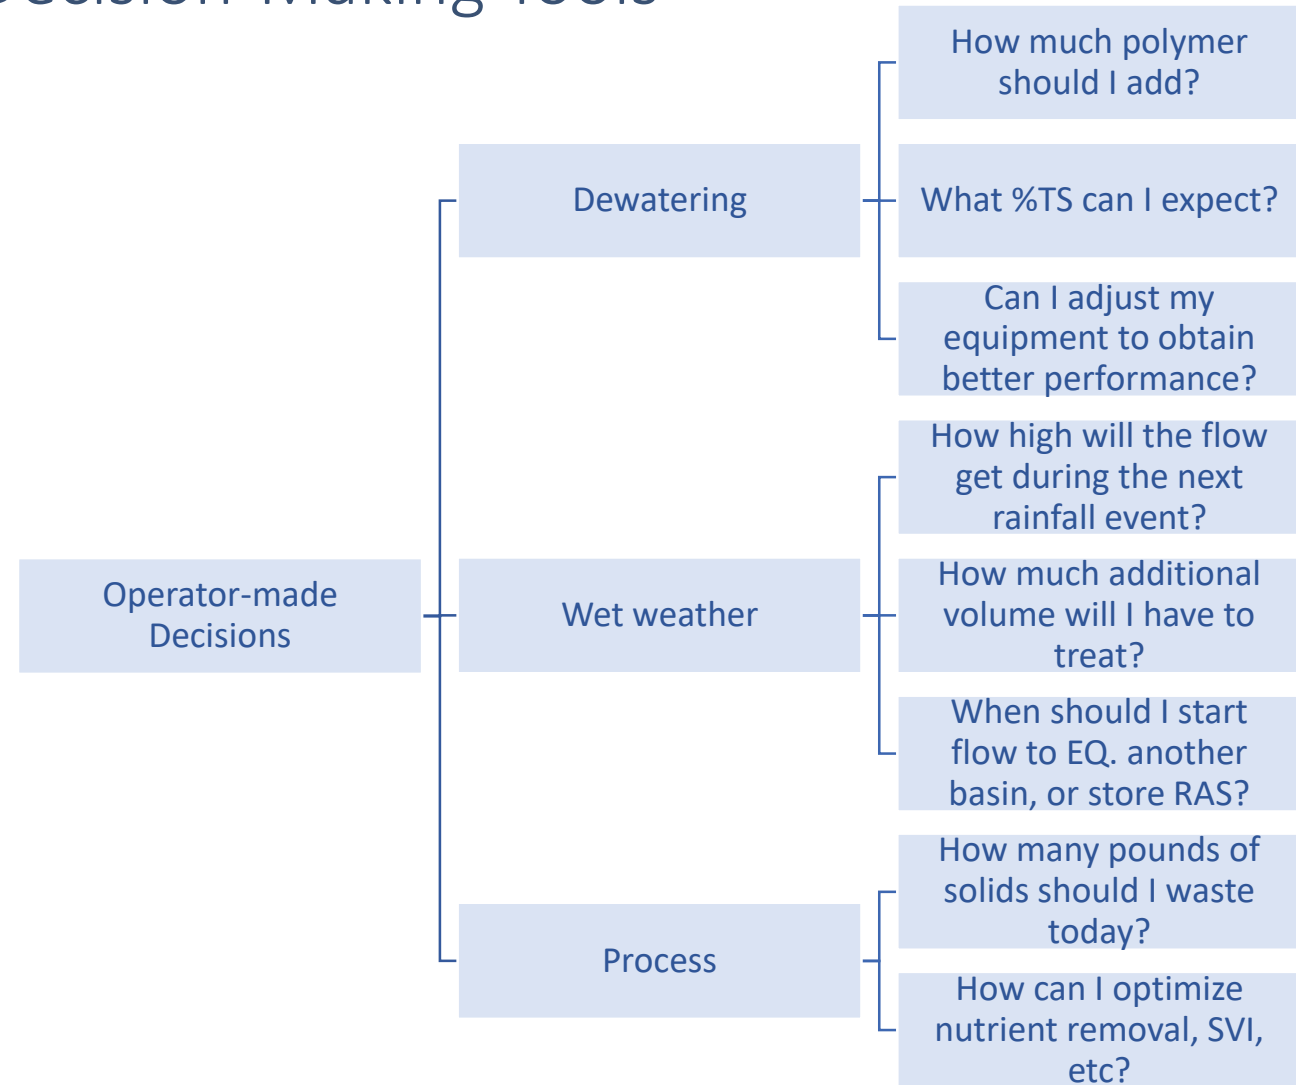 Decision-Making Tools
How much polymer
should I add?
Dewatering
What %TS can I expect?
Can I adjust my
equipment to obtain
better performance?
How high will the flow
get during the next
rainfall event?
Operator-made
Decisions
Wet weather
How much additional
volume will I have to
treat?
When should I start
flow to EQ. another
basin, or store RAS?
How many pounds of
solids should I waste
today?
Process
How can I optimize
nutrient removal, SVI,
etc?